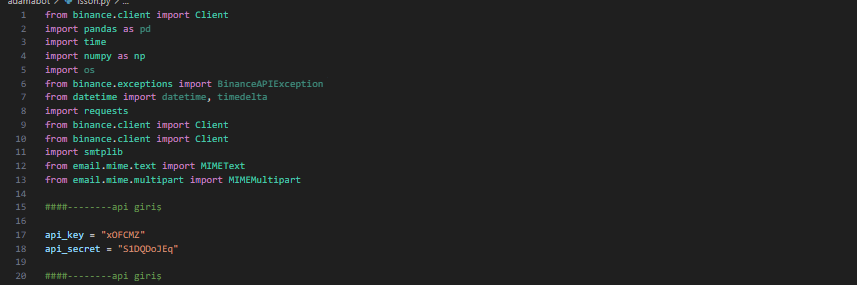 adamabot > lsson.py > ...
1 from binance.client import Client
2 import pandas as pd
3 import time
4 import numpy as np
5 import os
6 from binance.exceptions import BinanceAPIException
7 from datetime import datetime, timedelta
8 import requests
9 from binance.client import Client
10 from binance.client import Client
11 import smtplib
12 from email.mime.text import MIMEText
13 from email.mime.multipart import MIMEMultipart
14
15 ####--------api giriş
16
17 api_key = "xOFCMZ"
18 api_secret = "S1DQDoJEq"
19
20 ####--------api giriş